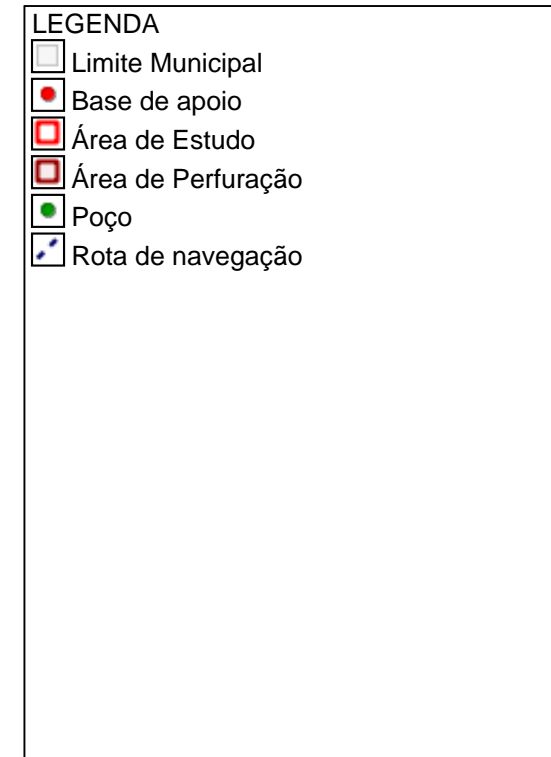 LEGENDA
Limite Municipal
Base de apoio
Área de Estudo
Área de Perfuração
Poço
Rota de navegação